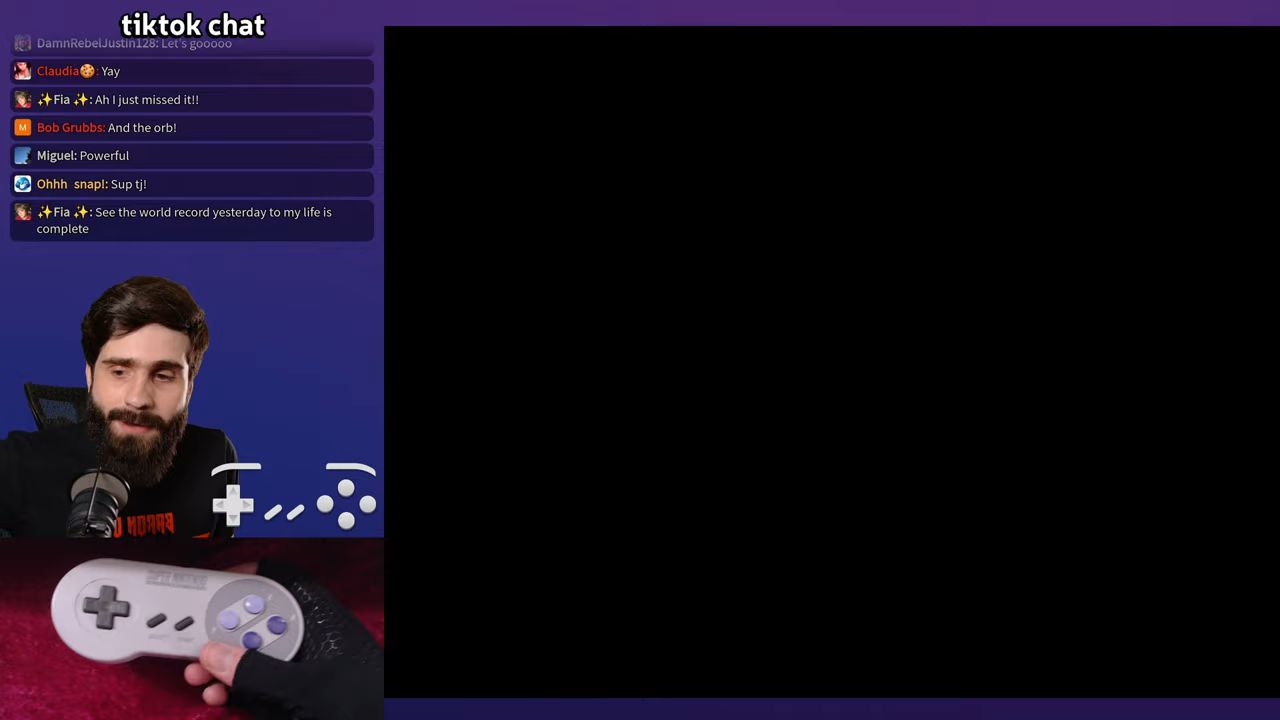 tiktok chat
DamnRebelJustin128: Let's gooooo
Claudia🍪: Yay
✨Fia ✨: Ah I just missed it!!
M
Bob Grubbs: And the orb!
Miguel: Powerful
Ohhh snap!: Sup tj!
✨Fia ✨: See the world record yesterday to my life is
complete